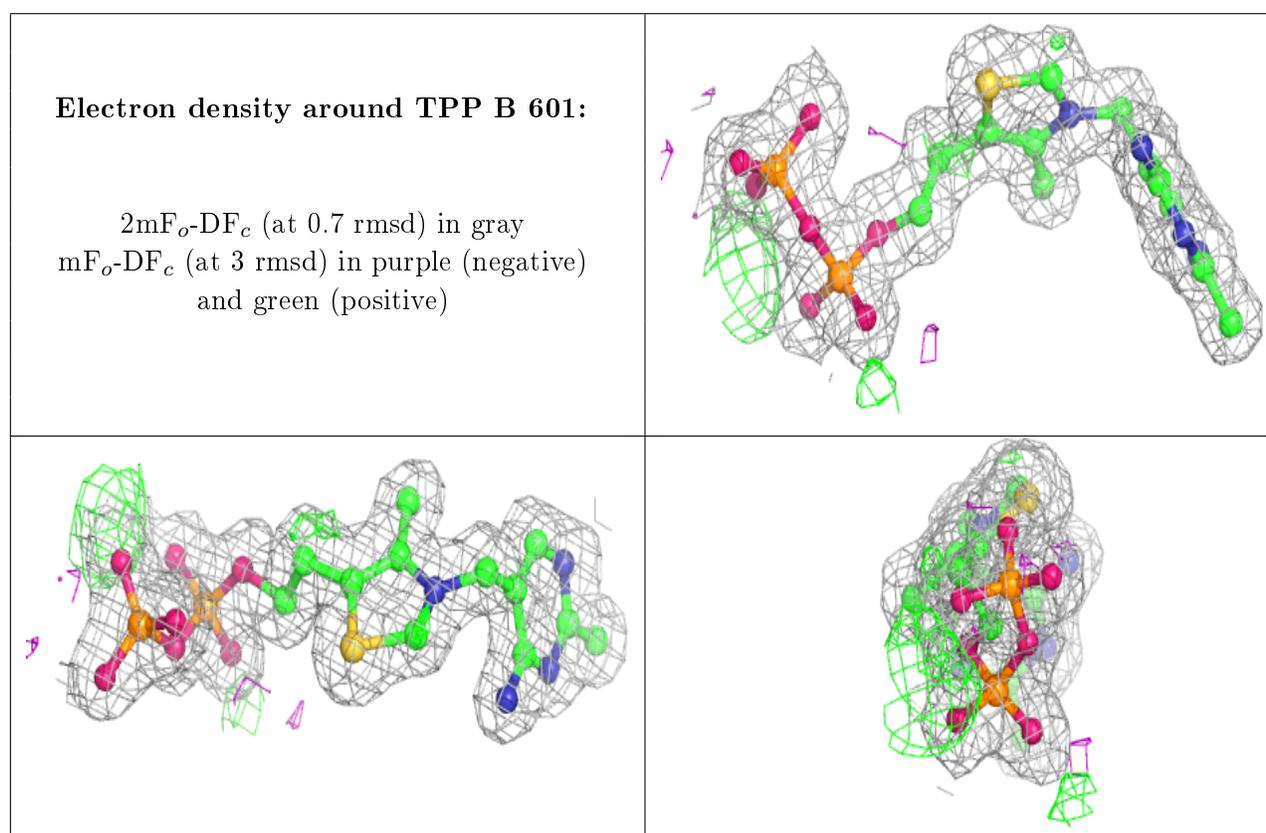 Electron density around TPP B 601:
2mFo-DFc (at 0.7 rmsd) in gray
mFo-DFc (at 3 rmsd) in purple (negative)
and green (positive)